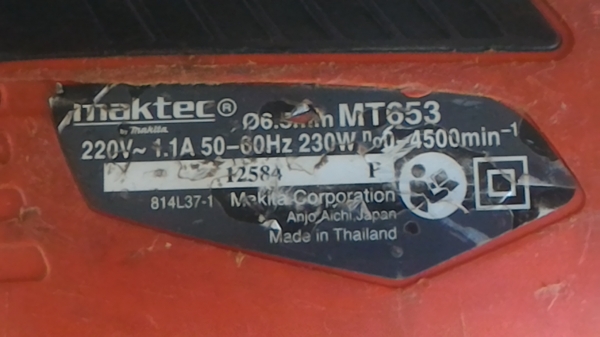 maktec®
by Makita
Ø6.5mm MT653
220V~ 1.1A 50-60Hz 230W n0 0-4500min-1
12584 P
814L37-1 Makita Corporation
Anjo,Aichi,Japan
Made in Thailand